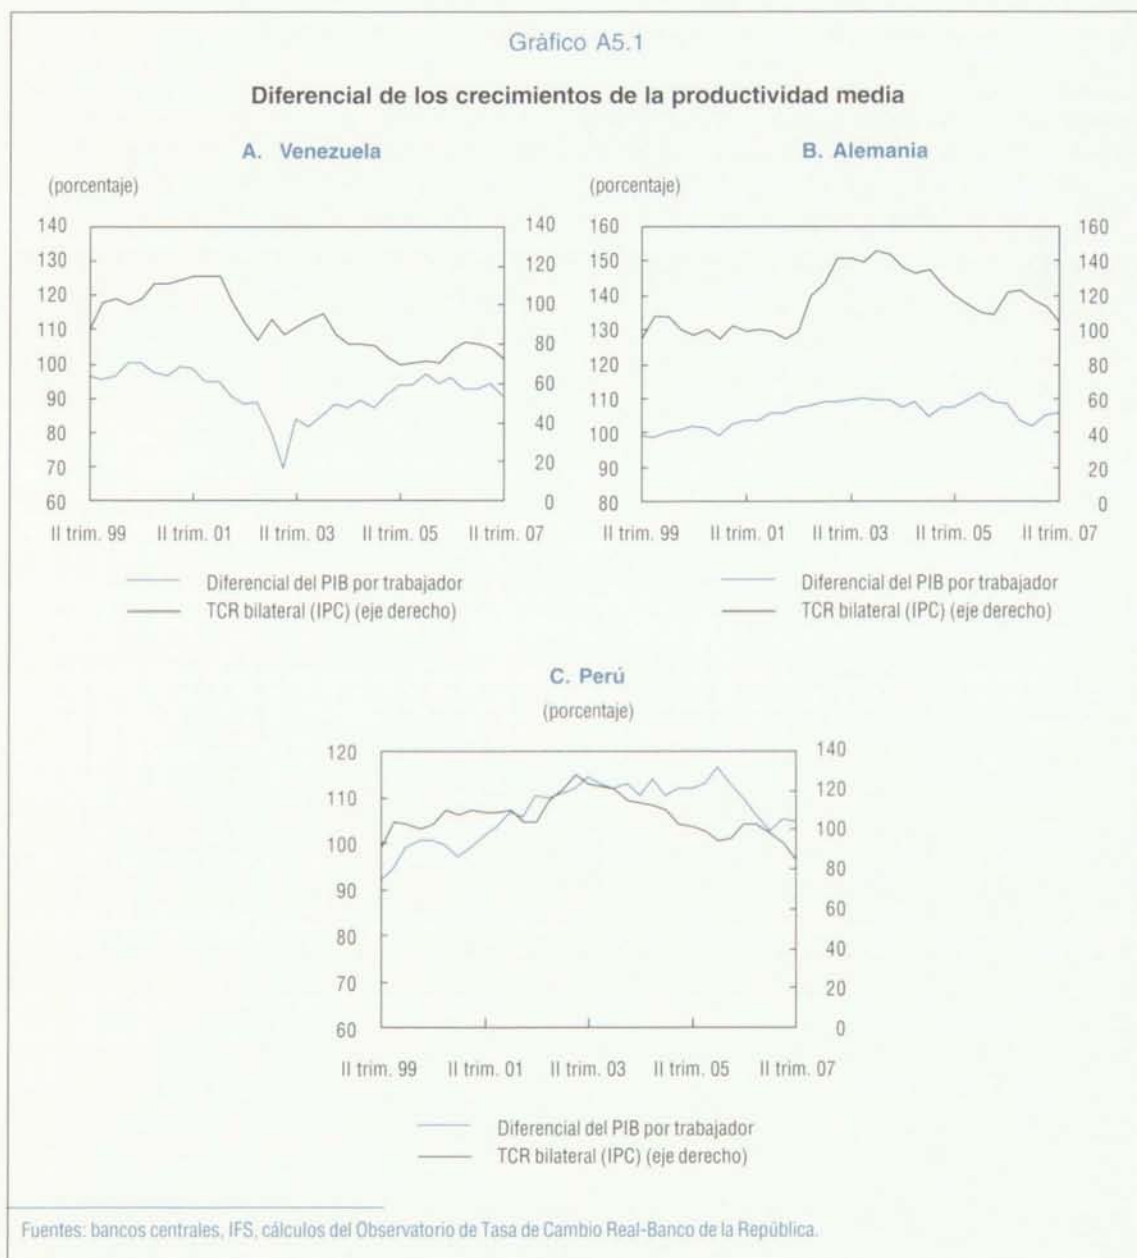 Gráfico A5.1
Diferencial de los crecimientos de la productividad media
A. Venezuela
(porcentaje)
140
130
120
110
100
90
80
70
60
140
120
100
80
60
40
20
0
II trim. 99
II trim. 01
II trim. 03
II trim. 05
II trim. 07
Diferencial del PIB por trabajador
TCR bilateral (IPC) (eje derecho)
B. Alemania
(porcentaje)
160
150
140
130
120
110
100
90
80
160
140
120
100
80
60
40
20
0
II trim. 99
II trim. 01
II trim. 03
II trim. 05
II trim. 07
Diferencial del PIB por trabajador
TCR bilateral (IPC) (eje derecho)
C. Perú
(porcentaje)
120
110
100
90
80
70
60
140
120
100
80
60
40
20
0
II trim. 99
II trim. 01
II trim. 03
II trim. 05
II trim. 07
Diferencial del PIB por trabajador
TCR bilateral (IPC) (eje derecho)
Fuentes: bancos centrales, IFS, cálculos del Observatorio de Tasa de Cambio Real-Banco de la República.